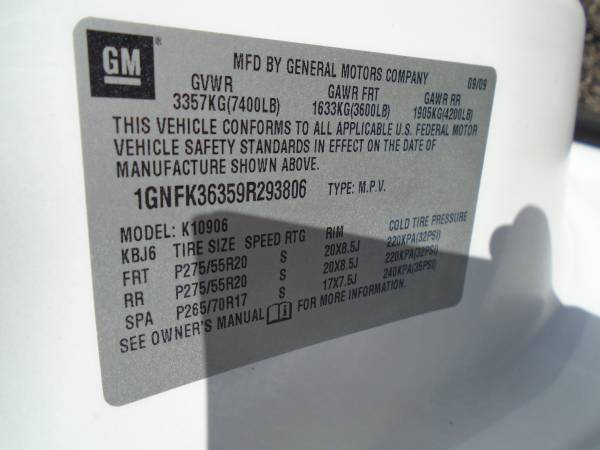 GM ®
MFD BY GENERAL MOTORS COMPANY 09/09
GVWR GAWR FRT GAWR RR
3357KG(7400LB) 1633KG(3600LB) 1905KG(4200LB)
THIS VEHICLE CONFORMS TO ALL APPLICABLE U.S. FEDERAL MOTOR
VEHICLE SAFETY STANDARDS IN EFFECT ON THE DATE OF
MANUFACTURE SHOWN ABOVE.
1GNFK36359R293806 TYPE: M.P.V.
MODEL: K10906
KBJ6 TIRE SIZE SPEED RTG RIM COLD TIRE PRESSURE
FRT P275/55R20 S 20X8.5J 220KPA(32PSI)
RR P275/55R20 S 20X8.5J 220KPA(32PSI)
SPA P265/70R17 S 17X7.5J 240KPA(35PSI)
SEE OWNER'S MANUAL FOR MORE INFORMATION.